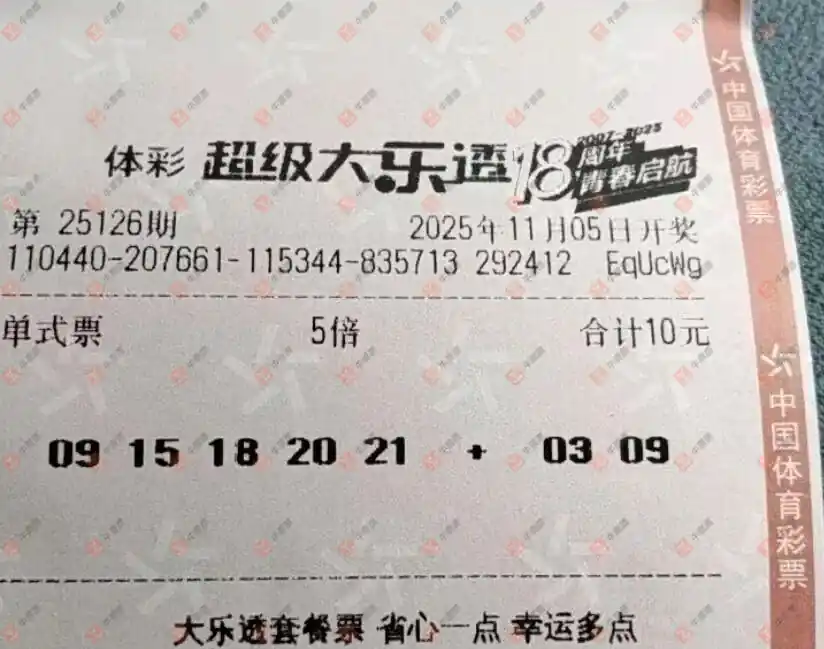 体彩 超级大乐透 18 2007-2025
周年
青春启航
第 25126期 2025年11月05日开奖
110440-207661-115344-835713 292412 EqUcWg
单式票 5倍 合计10元
09 15 18 20 21 + 03 09
大乐透套餐票 省心一点 幸运多点
中国体育彩票
中国体育彩票